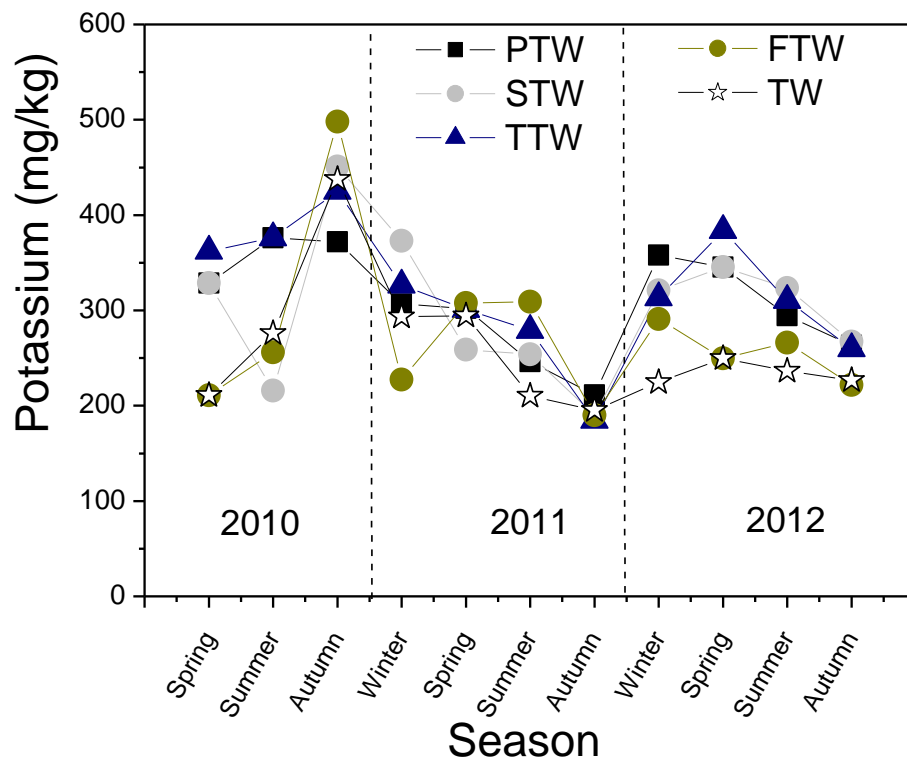 Potassium (mg/kg)
600
500
400
300
200
100
0
PTW
STW
TTW
FTW
TW
2010
2011
2012
Spring
Summer
Autumn
Winter
Spring
Summer
Autumn
Winter
Spring
Summer
Autumn
Season